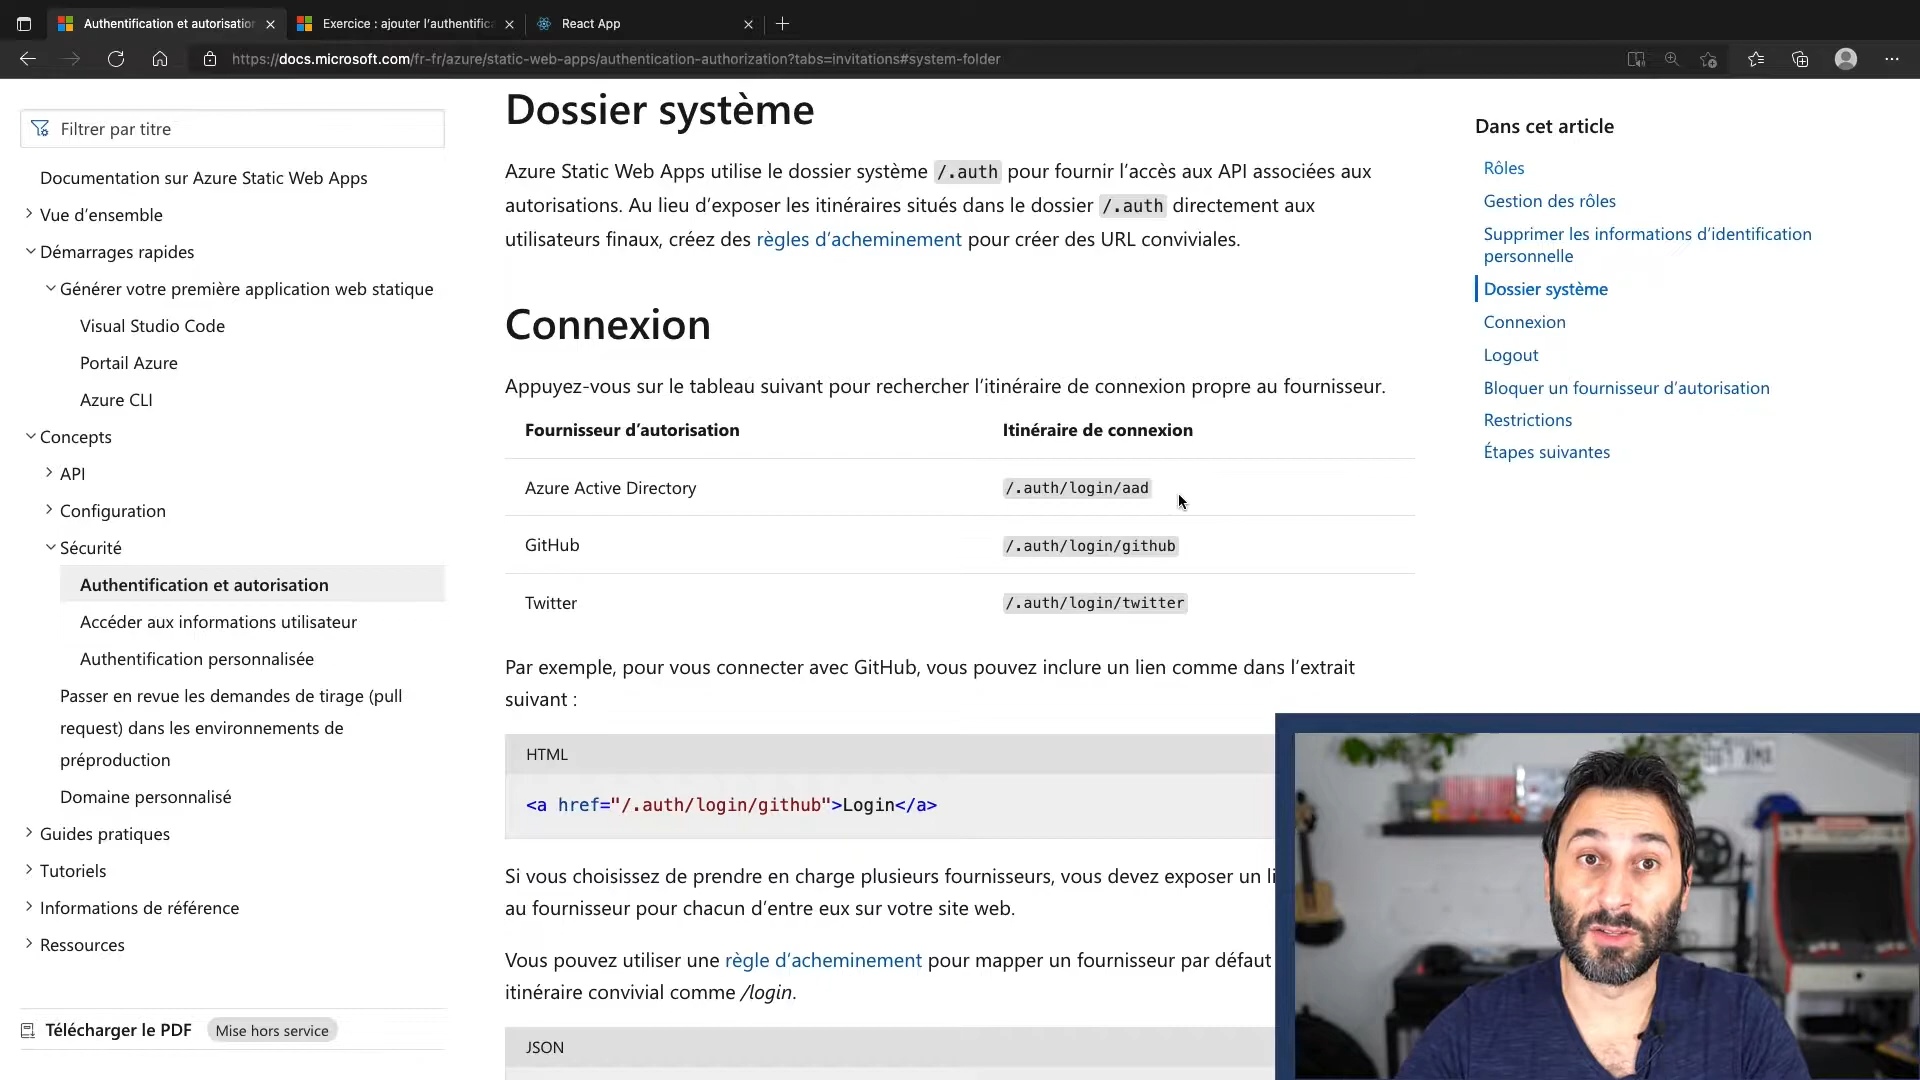 Authentification et autorisation
Exercice : ajouter l'authentifica
React App
https://docs.microsoft.com/fr-fr/azure/static-web-apps/authentication-authorization?tabs=invitations#system-folder
Filtrer par titre
Documentation sur Azure Static Web Apps
Vue d'ensemble
Démarrages rapides
Générer votre première application web statique
Visual Studio Code
Portail Azure
Azure CLI
Concepts
API
Configuration
Sécurité
Authentification et autorisation
Accéder aux informations utilisateur
Authentification personnalisée
Passer en revue les demandes de tirage (pull
request) dans les environnements de
préproduction
Domaine personnalisé
Guides pratiques
Tutoriels
Informations de référence
Ressources
Télécharger le PDF
Mise hors service
Dossier système
Azure Static Web Apps utilise le dossier système /.auth pour fournir l'accès aux API associées aux
autorisations. Au lieu d'exposer les itinéraires situés dans le dossier /.auth directement aux
utilisateurs finaux, créez des règles d'acheminement pour créer des URL conviviales.
Connexion
Appuyez-vous sur le tableau suivant pour rechercher l'itinéraire de connexion propre au fournisseur.
Fournisseur d'autorisation Itinéraire de connexion
Azure Active Directory /.auth/login/aad
GitHub /.auth/login/github
Twitter /.auth/login/twitter
Par exemple, pour vous connecter avec GitHub, vous pouvez inclure un lien comme dans l'extrait
suivant :
HTML
<a href="/.auth/login/github">Login</a>
Si vous choisissez de prendre en charge plusieurs fournisseurs, vous devez exposer un li
au fournisseur pour chacun d'entre eux sur votre site web.
Vous pouvez utiliser une règle d'acheminement pour mapper un fournisseur par défaut
itinéraire convivial comme /login.
JSON
Dans cet article
Rôles
Gestion des rôles
Supprimer les informations d'identification
personnelle
Dossier système
Connexion
Logout
Bloquer un fournisseur d'autorisation
Restrictions
Étapes suivantes